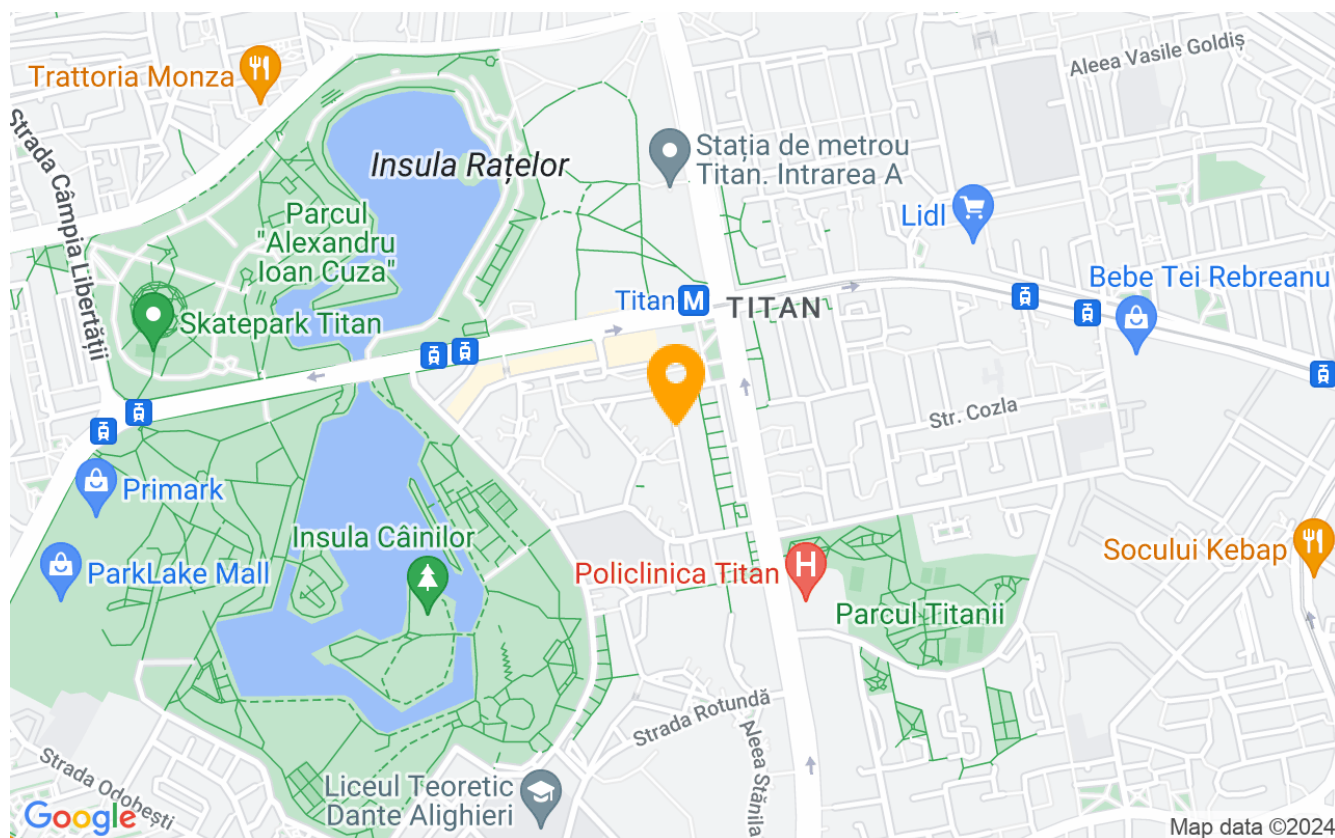 Aleea Vasile Goldiș
Trattoria Monza
Strada Câmpia Libertății
Insula Rațelor
Stația de metrou
Titan. Intrarea A
Parcul
"Alexandru
Ioan Cuza"
Lidl
Bebe Tei Rebreanu
Titan
M
TITAN
Skatepark Titan
Str. Cozla
Primark
Insula Câinilor
ParkLake Mall
Policlinica Titan
H
Socului Kebap
Parcul Titanii
Strada Rotundă
Aleea Stănila
Strada Odobești
Liceul Teoretic
Dante Alighieri
Google
Map data ©2024